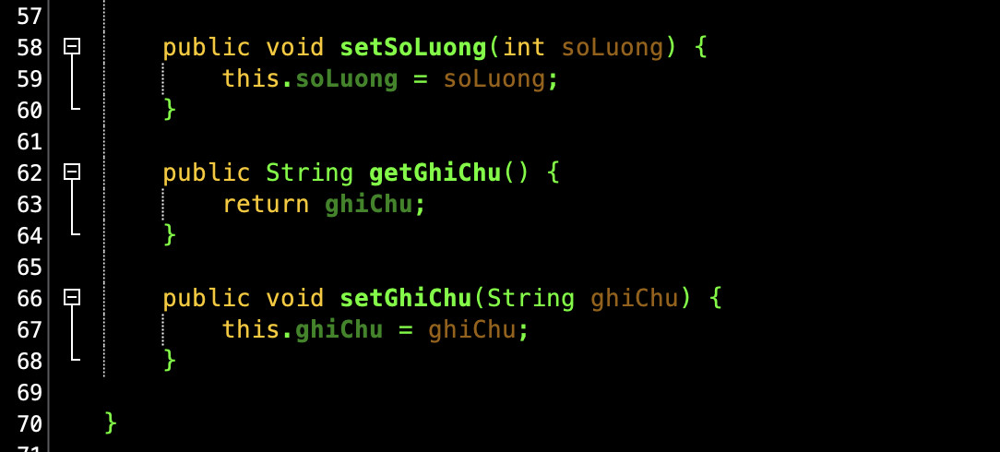 57
58 public void setSoLuong(int soLuong) {
59 this.soLuong = soLuong;
60 }
61
62 public String getGhiChu() {
63 return ghiChu;
64 }
65
66 public void setGhiChu(String ghiChu) {
67 this.ghiChu = ghiChu;
68 }
69
70 }
71